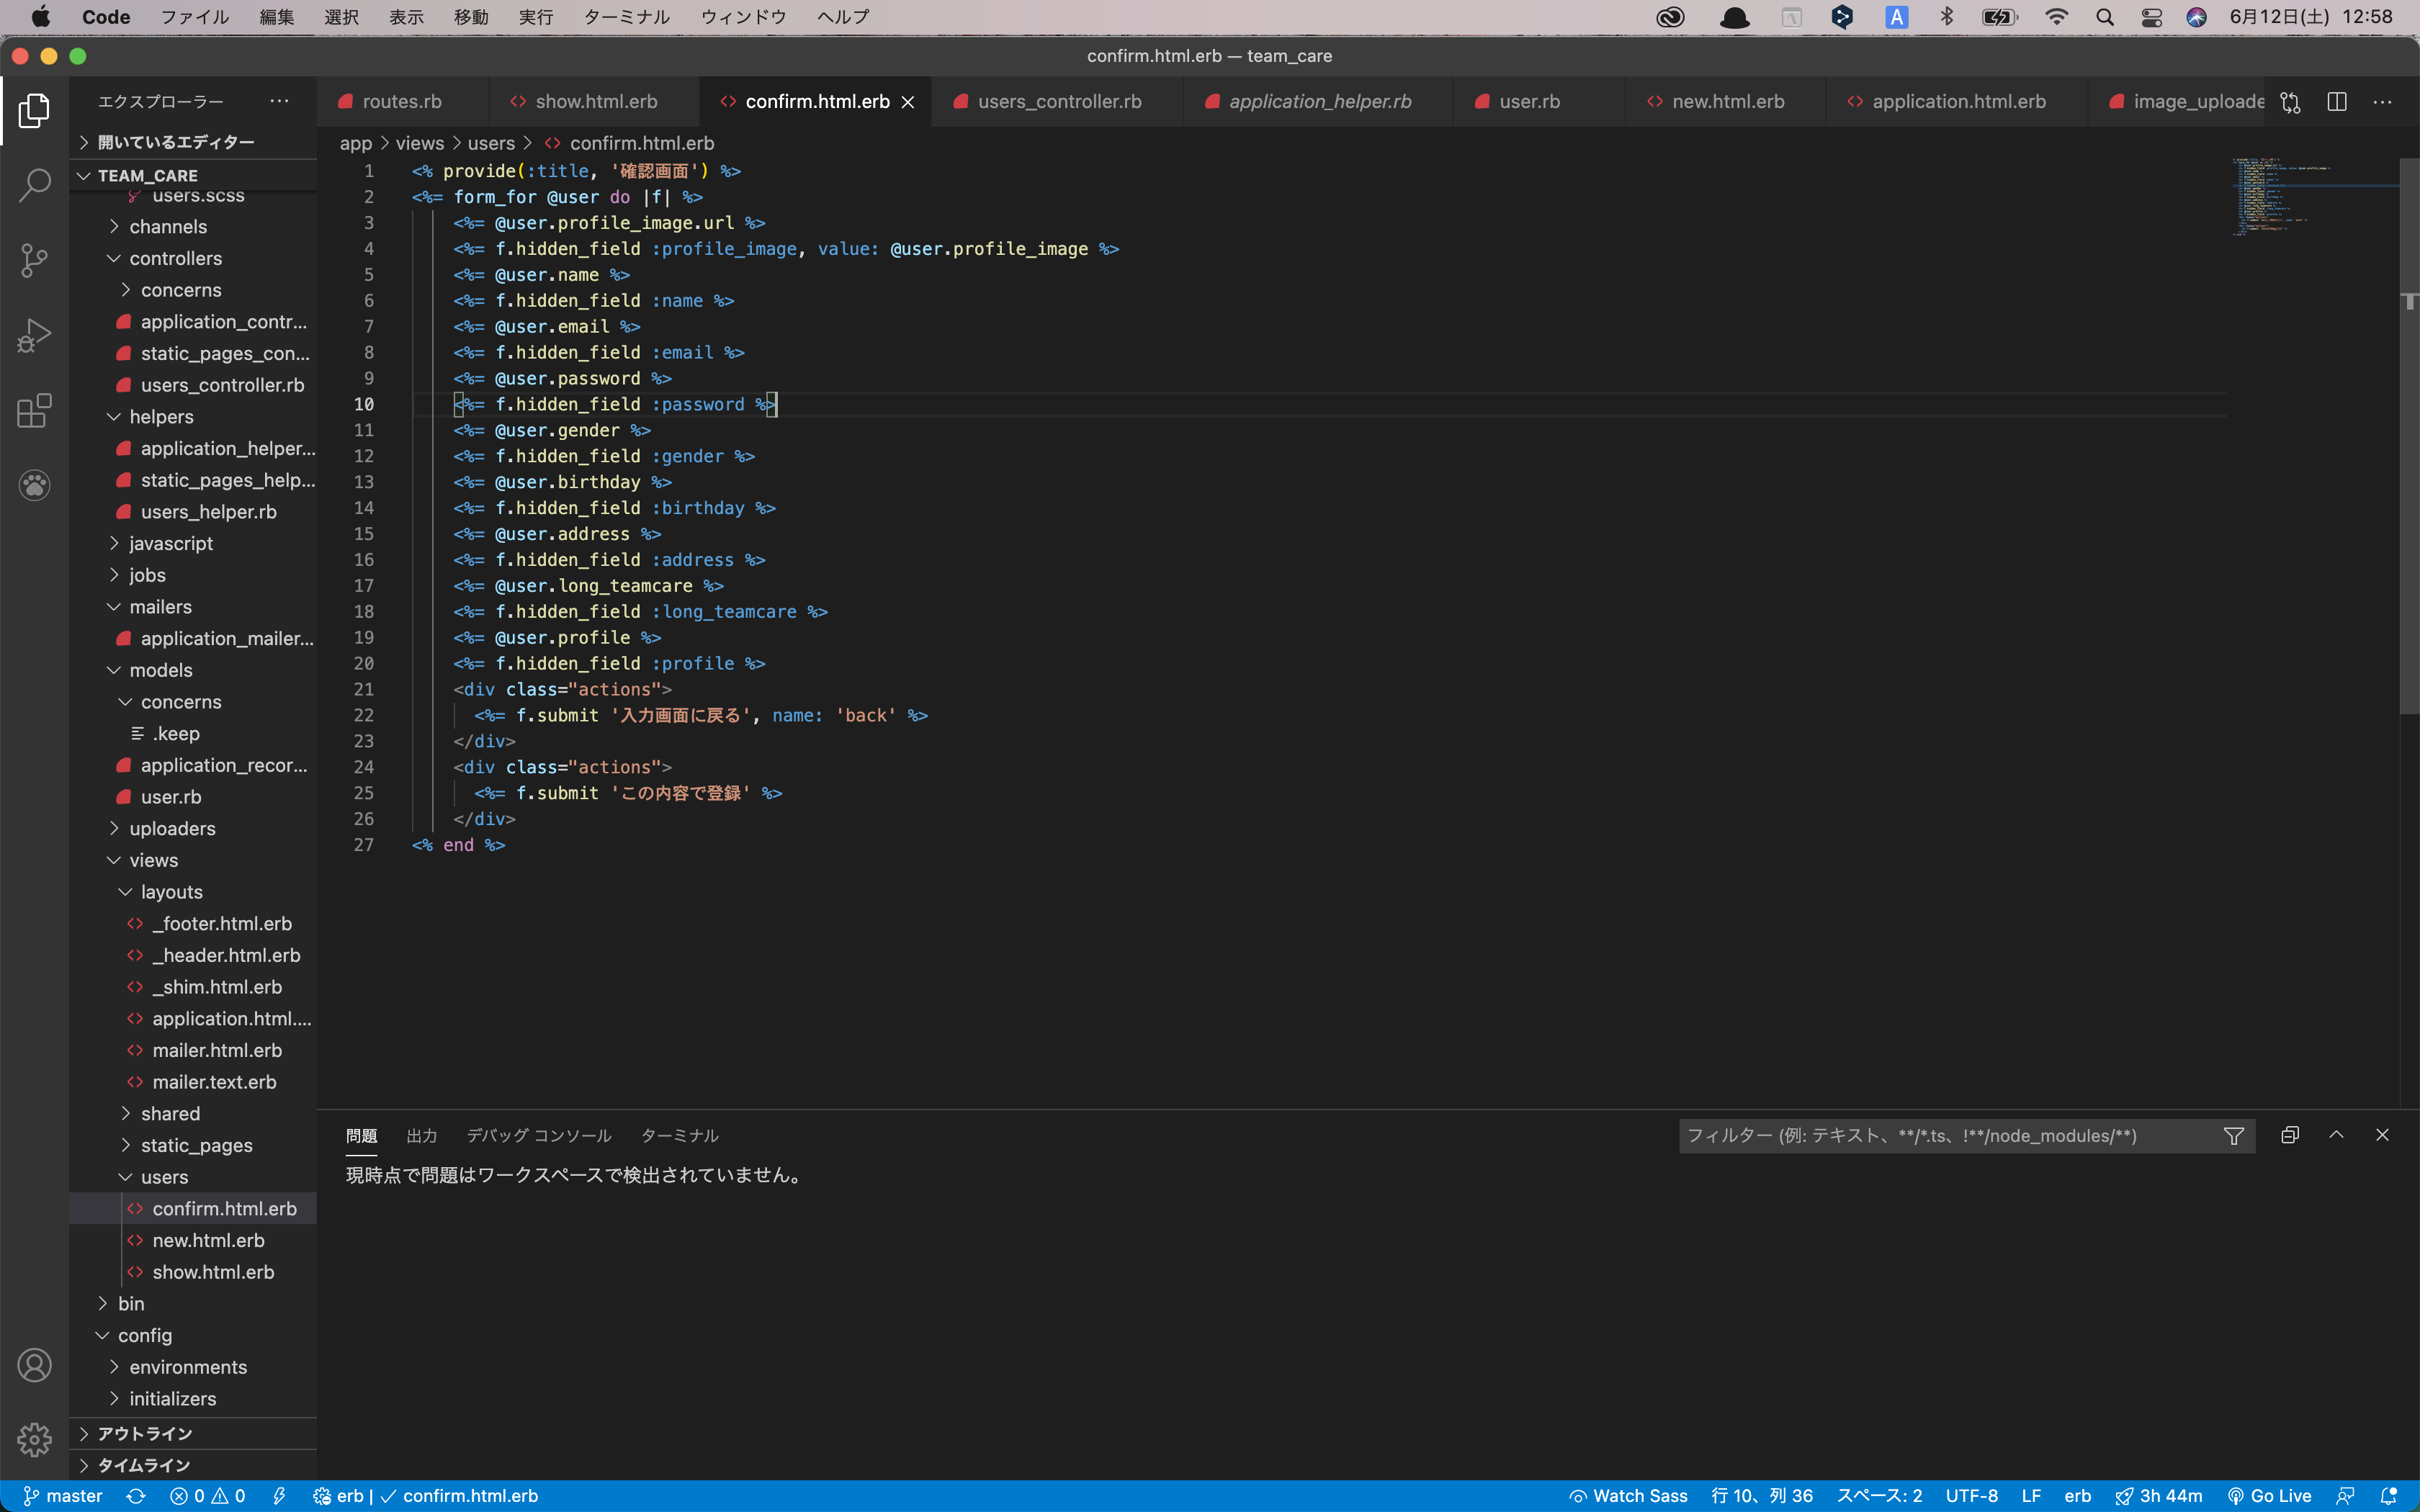 Code ファイル 編集 選択 表示 移動 実行 ターミナル ウィンドウ ヘルプ A 6月12日(土) 12:58
confirm.html.erb — team_care
エクスプローラー ···
開いているエディター
TEAM_CARE
users.scss
channels
controllers
concerns
application_contr...
static_pages_con...
users_controller.rb
helpers
application_helper...
static_pages_help...
users_helper.rb
javascript
jobs
mailers
application_mailer...
models
concerns
.keep
application_recor...
user.rb
uploaders
views
layouts
_footer.html.erb
_header.html.erb
_shim.html.erb
application.html....
mailer.html.erb
mailer.text.erb
shared
static_pages
users
confirm.html.erb
new.html.erb
show.html.erb
bin
config
environments
initializers
アウトライン
タイムライン
routes.rb show.html.erb confirm.html.erb users_controller.rb application_helper.rb user.rb new.html.erb application.html.erb image_uploade
app > views > users > confirm.html.erb
1 <% provide(:title, '確認画面') %>
2 <%= form_for @user do |f| %>
3 <%= @user.profile_image.url %>
4 <%= f.hidden_field :profile_image, value: @user.profile_image %>
5 <%= @user.name %>
6 <%= f.hidden_field :name %>
7 <%= @user.email %>
8 <%= f.hidden_field :email %>
9 <%= @user.password %>
10 <%= f.hidden_field :password %>
11 <%= @user.gender %>
12 <%= f.hidden_field :gender %>
13 <%= @user.birthday %>
14 <%= f.hidden_field :birthday %>
15 <%= @user.address %>
16 <%= f.hidden_field :address %>
17 <%= @user.long_teamcare %>
18 <%= f.hidden_field :long_teamcare %>
19 <%= @user.profile %>
20 <%= f.hidden_field :profile %>
21 <div class="actions">
22 <%= f.submit '入力画面に戻る', name: 'back' %>
23 </div>
24 <div class="actions">
25 <%= f.submit 'この内容で登録' %>
26 </div>
27 <% end %>
問題 出力 デバッグ コンソール ターミナル フィルター (例: テキスト、**/*.ts、!**/node_modules/**)
現時点で問題はワークスペースで検出されていません。
master 0 0 erb | ✓ confirm.html.erb Watch Sass 行 10、列 36 スペース: 2 UTF-8 LF erb 3h 44m Go Live